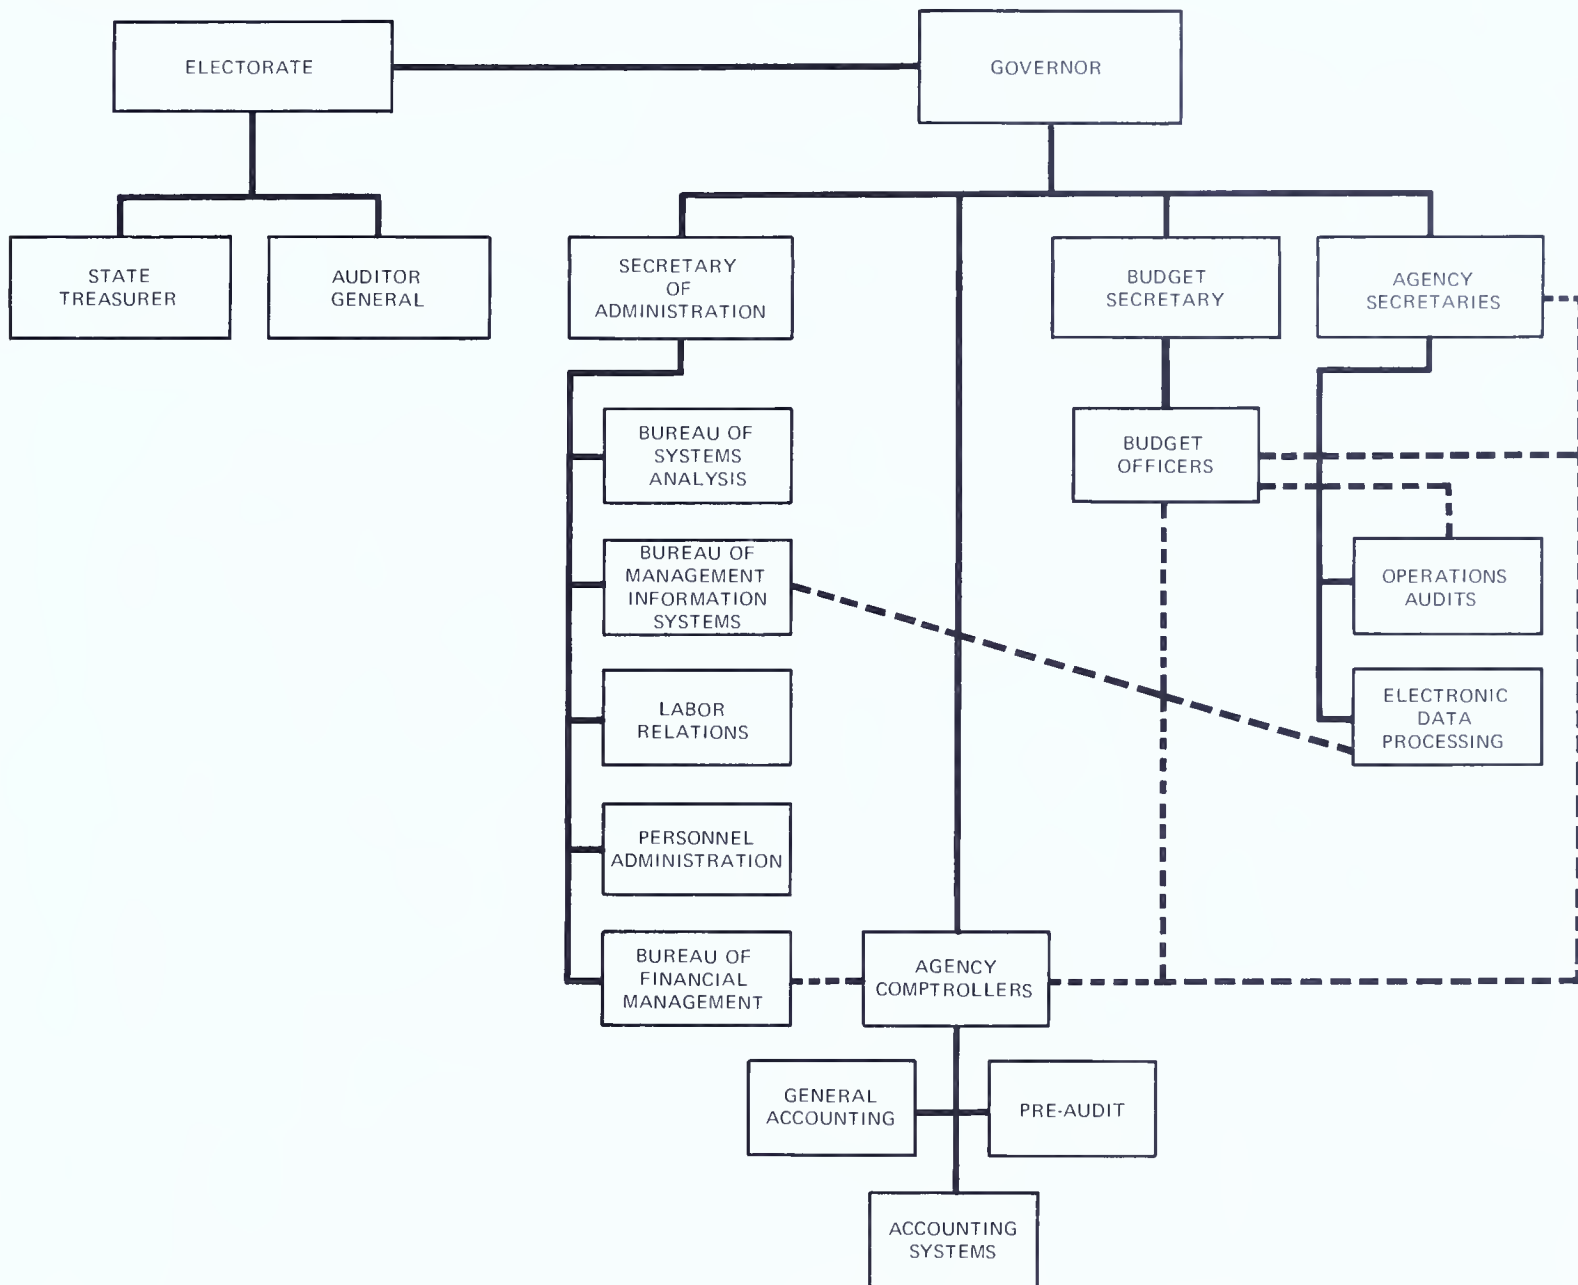 ELECTORATE
GOVERNOR
STATE
TREASURER
AUDITOR
GENERAL
SECRETARY
OF
ADMINISTRATION
BUDGET
SECRETARY
AGENCY
SECRETARIES
BUREAU OF
SYSTEMS
ANALYSIS
BUDGET
OFFICERS
BUREAU OF
MANAGEMENT
INFORMATION
SYSTEMS
OPERATIONS
AUDITS
LABOR
RELATIONS
ELECTRONIC
DATA
PROCESSING
PERSONNEL
ADMINISTRATION
BUREAU OF
FINANCIAL
MANAGEMENT
AGENCY
COMPTROLLERS
GENERAL
ACCOUNTING
PRE-AUDIT
ACCOUNTING
SYSTEMS